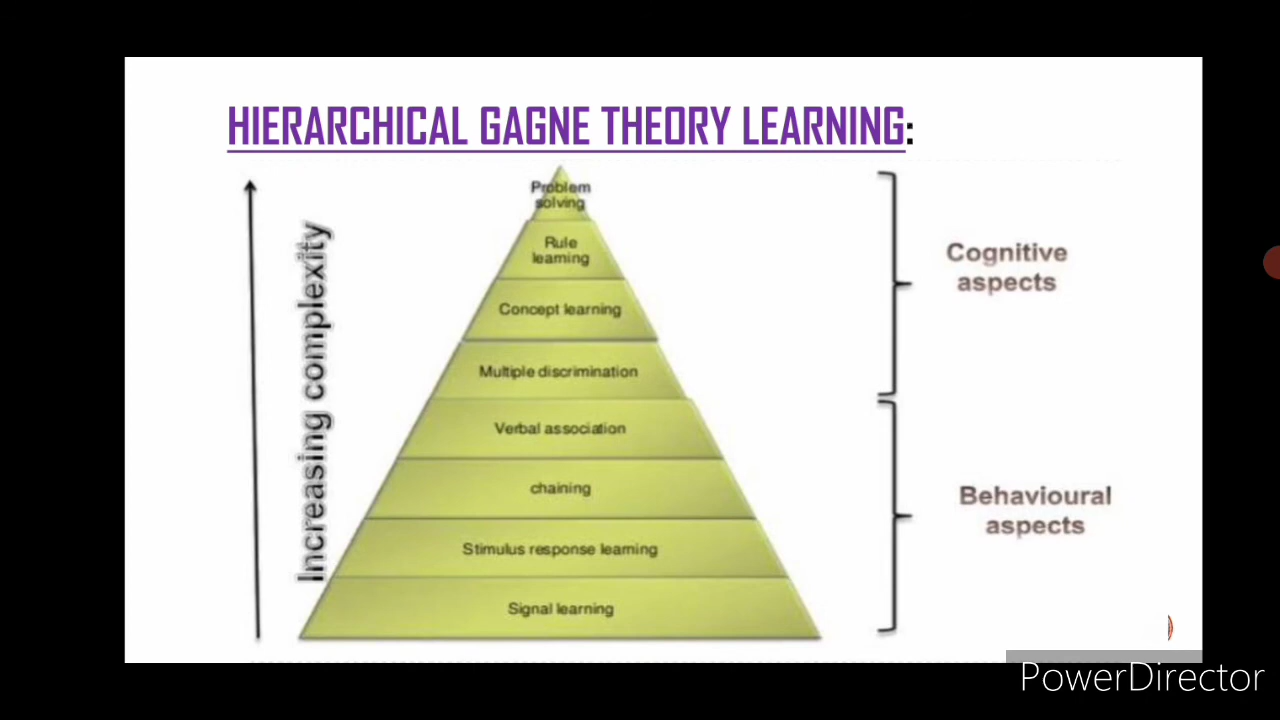 HIERARCHICAL GAGNE THEORY LEARNING:
Increasing complexity
Problem
solving
Rule
learning
Concept learning
Multiple discrimination
Verbal association
chaining
Stimulus response learning
Signal learning
Cognitive
aspects
Behavioural
aspects
PowerDirector